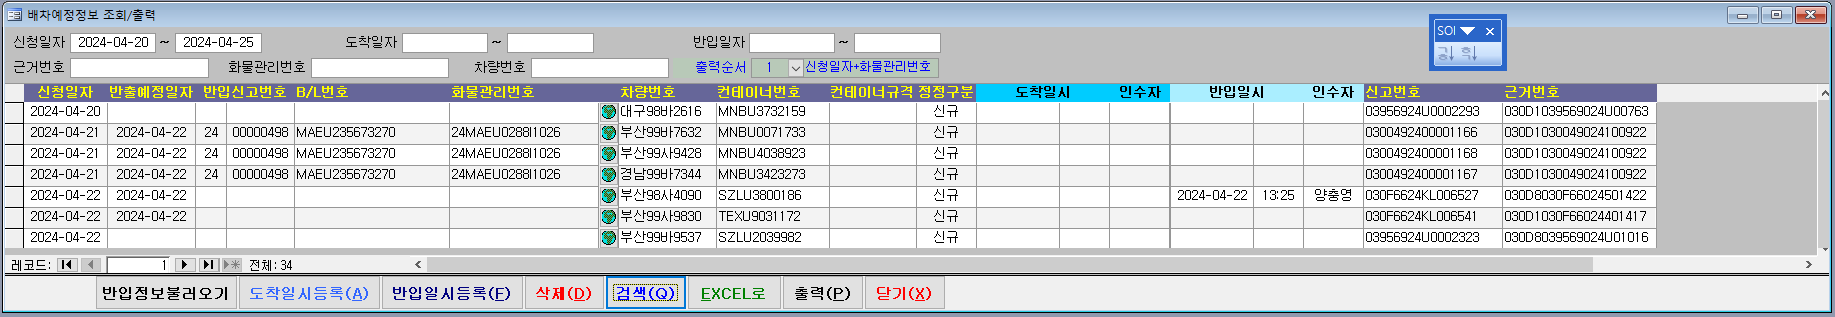 배차예정정보 조회/출력
신청일자 2024-04-20 ~ 2024-04-25 도착일자 ~ 반입일자 ~
SOI
근거번호 화물관리번호 차량번호 출력순서 1 신청일자+화물관리번호
신청일자 반출예정일자 반입신고번호 B/L번호 화물관리번호 차량번호 컨테이너번호 컨테이너규격 정정구분 도착일시 인수자 반입일시 인수자 신고번호 근거번호
2024-04-20 대구98바2616 MNBU3732159 신규 03956924U0002293 030D1039569024U00763
2024-04-21 2024-04-22 24 00000498 MAEU235673270 24MAEU0288I1026 부산99바7632 MNBU0071733 신규 0300492400001166 030D1030049024100922
2024-04-21 2024-04-22 24 00000498 MAEU235673270 24MAEU0288I1026 부산99사9428 MNBU4038923 신규 0300492400001168 030D1030049024100922
2024-04-21 2024-04-22 24 00000498 MAEU235673270 24MAEU0288I1026 경남99바7344 MNBU3423273 신규 0300492400001167 030D1030049024100922
2024-04-22 2024-04-22 부산98사4090 SZLU3800186 신규 2024-04-22 13:25 양충영 030F6624KL006527 030D8030F66024501422
2024-04-22 2024-04-22 부산99사9830 TEXU9031172 신규 030F6624KL006541 030D1030F66024401417
2024-04-22 부산99바9537 SZLU2039982 신규 03956924U0002323 030D8039569024U01016
레코드: 1 전체: 34
반입정보불러오기 도착일시등록(A) 반입일시등록(F) 삭제(D) 검색(Q) EXCEL로 출력(P) 닫기(X)